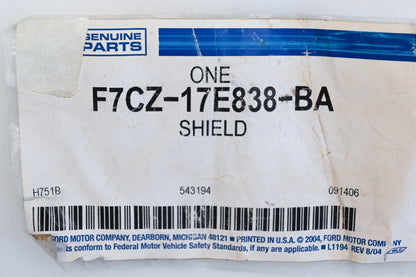 GENUINE
PARTS
ONE
F7CZ-17E838-BA
SHIELD
H751B 543194 091406
FORD MOTOR COMPANY, DEARBORN, MICHIGAN 48121 ■ PRINTED IN U.S.A. © 2004, FORD MOTOR COMPANY
conform to Federal Motor Vehicle Safety Standards, if any are applicable. ■ L1194 REV 8/04